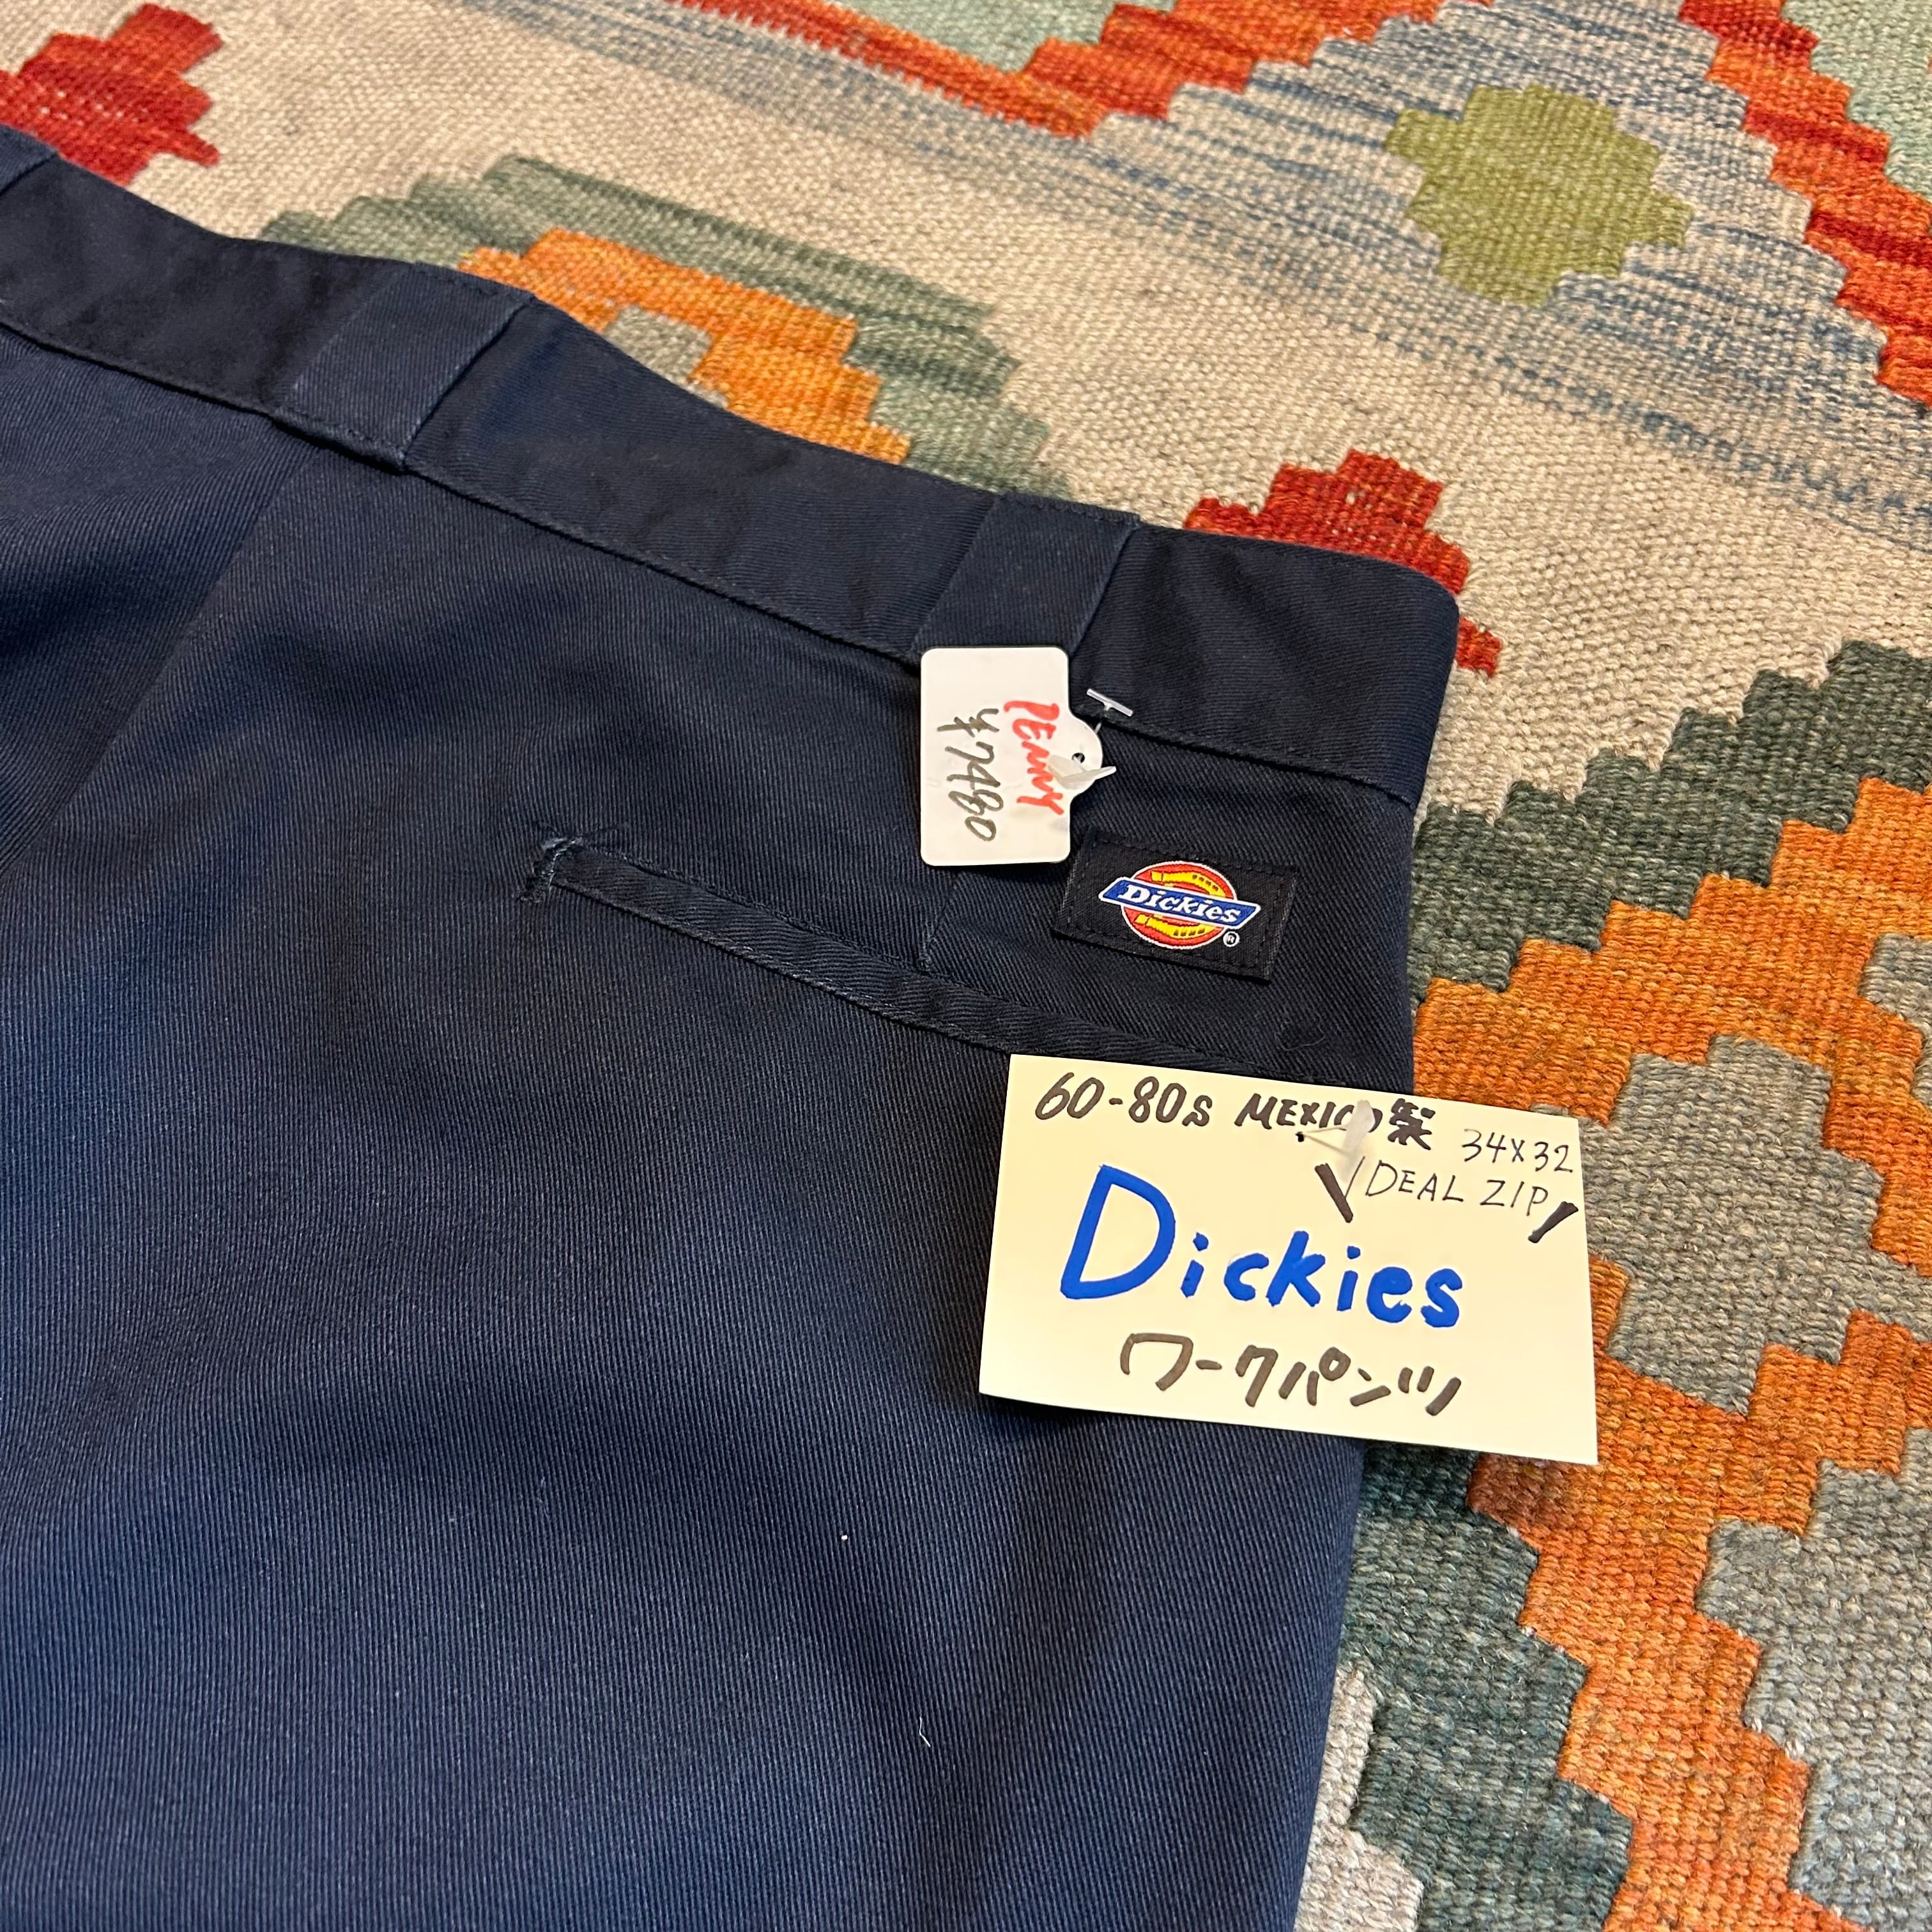 PENNY
¥7480
Dickies
®
60-80s MEXICO製
34×32
\DEAL ZIP/
Dickies
ワークパンツ